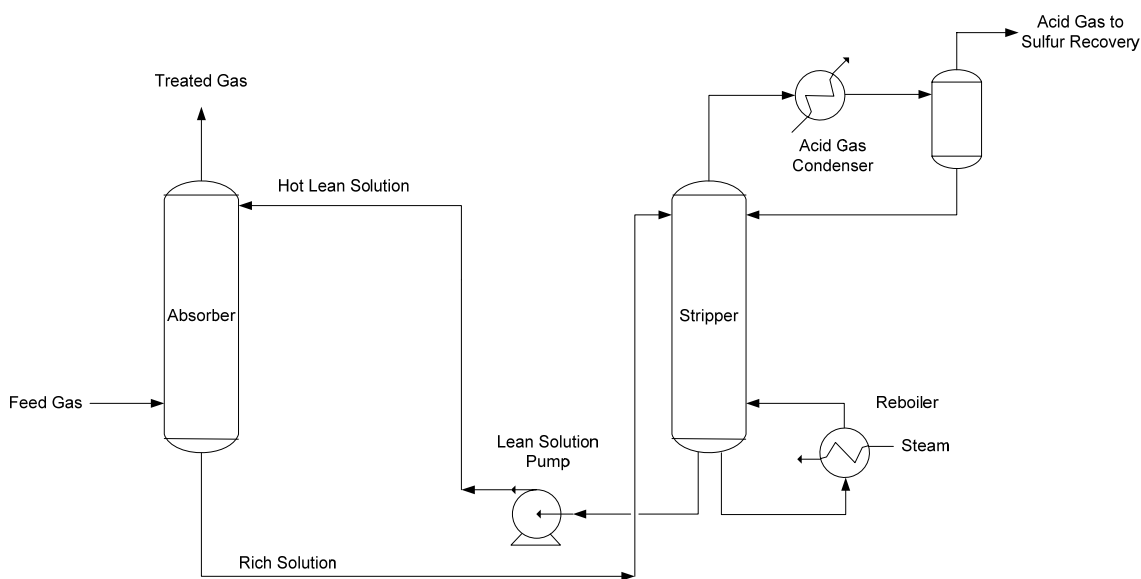 Acid Gas to
Sulfur Recovery
Treated Gas
Acid Gas
Condenser
Hot Lean Solution
Absorber
Stripper
Feed Gas
Reboiler
Lean Solution
Pump
Steam
Rich Solution